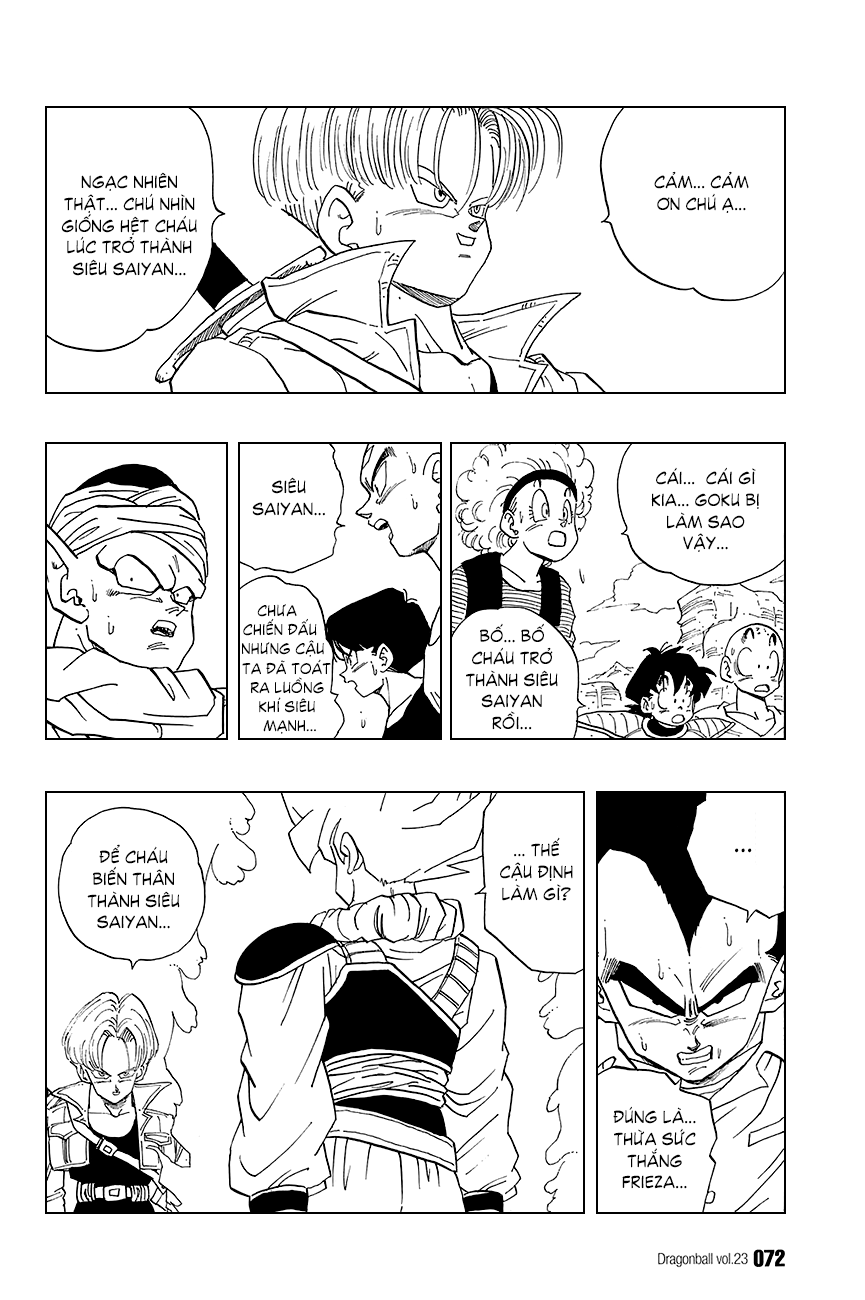 CẢM... CẢM
ƠN CHÚ Ạ...
NGẠC NHIÊN
THẬT... CHÚ NHÌN
GIỐNG HỆT CHÁU
LÚC TRỞ THÀNH
SIÊU SAIYAN...
CÁI... CÁI GÌ
KIA... GOKU BỊ
LÀM SAO
VẬY...
BỐ... BỐ
CHÁU TRỞ
THÀNH SIÊU
SAIYAN
RỒI...
SIÊU
SAIYAN...
CHƯA
CHIẾN ĐẤU
NHƯNG CẬU
TA ĐÃ TOÁT
RA LUỒNG
KHÍ SIÊU
MẠNH...
...
ĐÚNG LÀ...
THỪA SỨC
THẮNG
FRIEZA...
... THẾ
CẬU ĐỊNH
LÀM GÌ?
ĐỂ CHÁU
BIẾN THÂN
THÀNH SIÊU
SAIYAN...
Dragonball vol.23 072